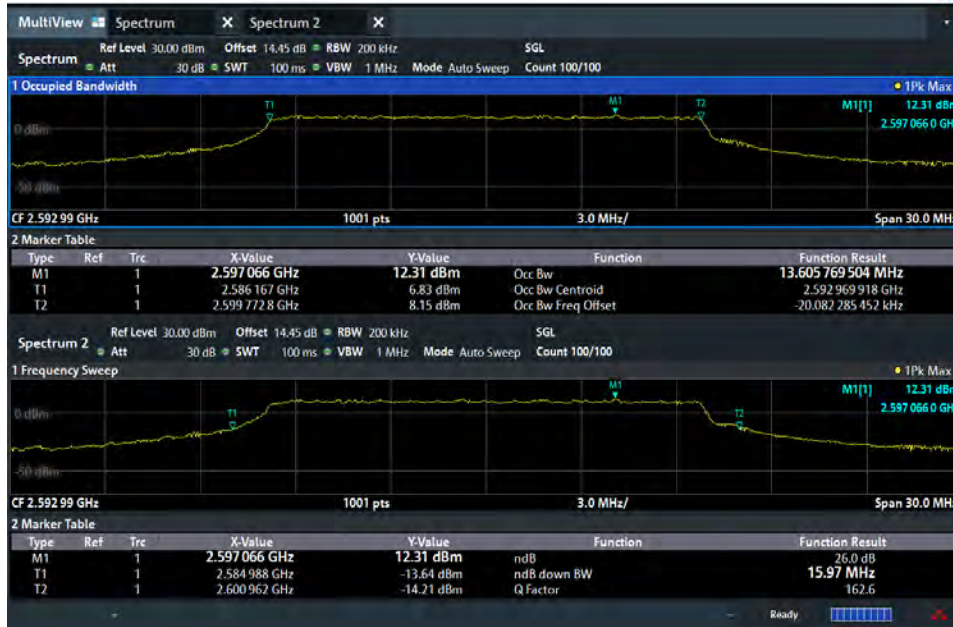 MultiView Spectrum X Spectrum 2 X
Ref Level 30.00 dBm Offset 14.45 dB RBW 200 kHz SGL
Spectrum Att 30 dB SWT 100 ms VBW 1 MHz Mode Auto Sweep Count 100/100
1 Occupied Bandwidth 1Pk Max
T1 M1 T2 M1[1] 12.31 dBm
2.597 066 0 GH
0 dBm
-50 dBm
CF 2.592 99 GHz 1001 pts 3.0 MHz/ Span 30.0 MH
2 Marker Table
Type Ref Trc X-Value Y-Value Function Function Result
M1 1 2.597 066 GHz 12.31 dBm Occ Bw 13.605 769 504 MHz
T1 1 2.586 167 GHz 6.83 dBm Occ Bw Centroid 2.592 969 918 GHz
T2 1 2.599 772 8 GHz 8.15 dBm Occ Bw Freq Offset -20.082 285 452 kHz
Ref Level 30.00 dBm Offset 14.45 dB RBW 200 kHz SGL
Spectrum 2 Att 30 dB SWT 100 ms VBW 1 MHz Mode Auto Sweep Count 100/100
1 Frequency Sweep 1Pk Max
M1 M1[1] 12.31 dBm
2.597 066 0 GH
0 dBm T1 T2
-50 dBm
CF 2.592 99 GHz 1001 pts 3.0 MHz/ Span 30.0 MH
2 Marker Table
Type Ref Trc X-Value Y-Value Function Function Result
M1 1 2.597 066 GHz 12.31 dBm ndB 26.0 dB
T1 1 2.584 988 GHz -13.64 dBm ndB down BW 15.97 MHz
T2 1 2.600 962 GHz -14.21 dBm Q Factor 162.6
Ready